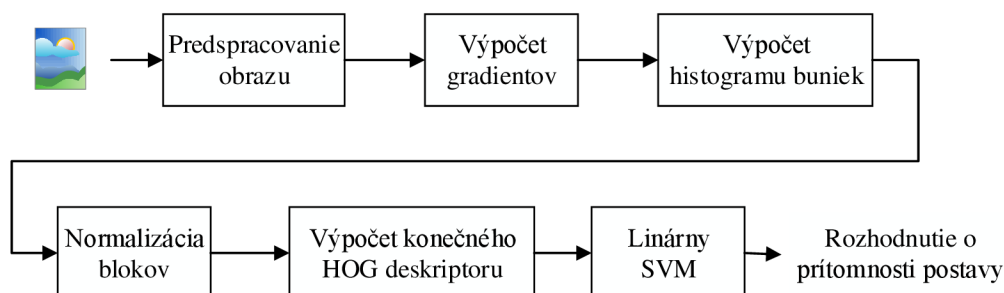 Predspracovanie
obrazu
Výpočet
gradientov
Výpočet
histogramu buniek
Normalizácia
blokov
Výpočet konečného
HOG deskriptoru
Linárny
SVM
Rozhodnutie o
prítomnosti postavy